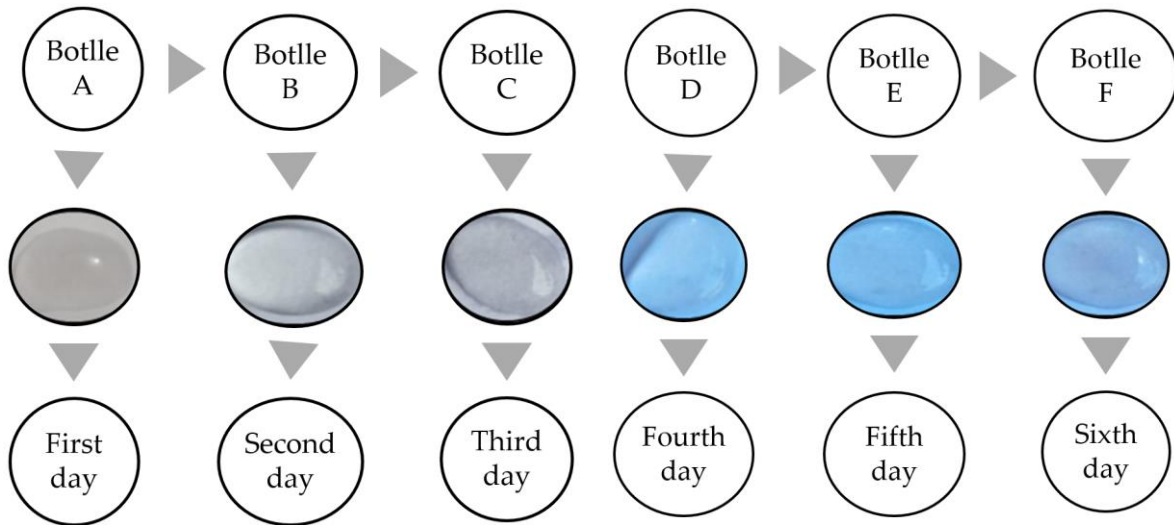 Botlle
A
Botlle
B
Botlle
C
Botlle
D
Botlle
E
Botlle
F
First
day
Second
day
Third
day
Fourth
day
Fifth
day
Sixth
day